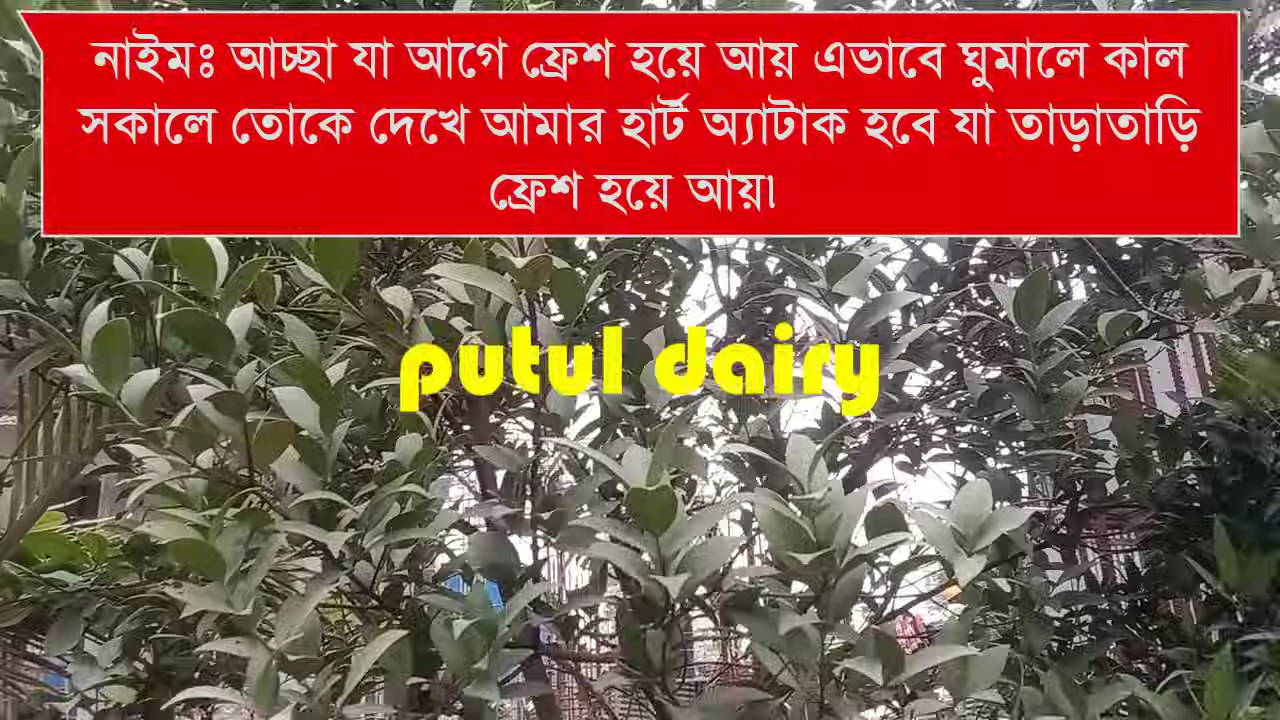 নাইমঃ আচ্ছা যা আগে ফ্রেশ হয়ে আয় এভাবে ঘুমালে কাল
সকালে তোকে দেখে আমার হার্ট অ্যাটাক হবে যা তাড়াতাড়ি
ফ্রেশ হয়ে আয়৷
putul dairy